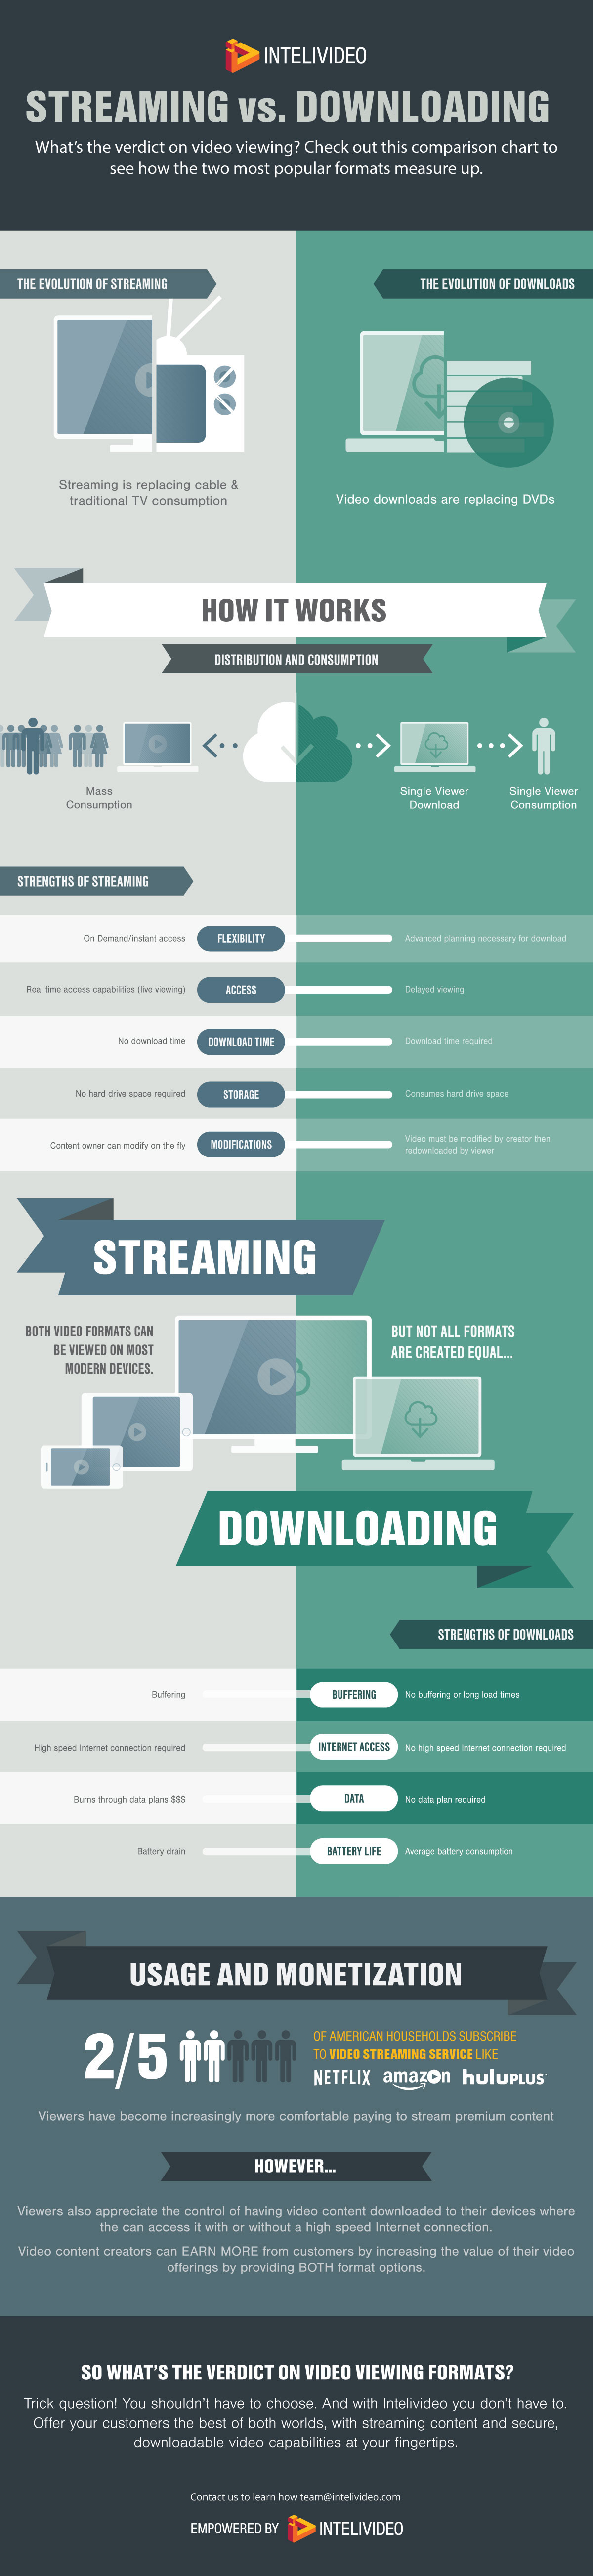 INTELIVIDEO
STREAMING vs. DOWNLOADING
What's the verdict on video viewing? Check out this comparison chart to
see how the two most popular formats measure up.
THE EVOLUTION OF STREAMING
THE EVOLUTION OF DOWNLOADS
Streaming is replacing cable &
traditional TV consumption
Video downloads are replacing DVDs
HOW IT WORKS
DISTRIBUTION AND CONSUMPTION
Mass
Consumption
Single Viewer
Download
Single Viewer
Consumption
STRENGTHS OF STREAMING
On Demand/instant access
FLEXIBILITY
Advanced planning necessary for download
Real time access capabilities (live viewing)
ACCESS
Delayed viewing
No download time
DOWNLOAD TIME
Download time required
No hard drive space required
STORAGE
Consumes hard drive space
Content owner can modify on the fly
MODIFICATIONS
Video must be modified by creator then
redownloaded by viewer
STREAMING
BOTH VIDEO FORMATS CAN
BE VIEWED ON MOST
MODERN DEVICES.
BUT NOT ALL FORMATS
ARE CREATED EQUAL...
DOWNLOADING
STRENGTHS OF DOWNLOADS
Buffering
BUFFERING
No buffering or long load times
High speed Internet connection required
INTERNET ACCESS
No high speed Internet connection required
Burns through data plans $$$
DATA
No data plan required
Battery drain
BATTERY LIFE
Average battery consumption
USAGE AND MONETIZATION
2/5
OF AMERICAN HOUSEHOLDS SUBSCRIBE
TO VIDEO STREAMING SERVICE LIKE
NETFLIX amazon huluPLUS
Viewers have become increasingly more comfortable paying to stream premium content
HOWEVER...
Viewers also appreciate the control of having video content downloaded to their devices where
the can access it with or without a high speed Internet connection.
Video content creators can EARN MORE from customers by increasing the value of their video
offerings by providing BOTH format options.
SO WHAT'S THE VERDICT ON VIDEO VIEWING FORMATS?
Trick question! You shouldn't have to choose. And with Intelivideo you don't have to.
Offer your customers the best of both worlds, with streaming content and secure,
downloadable video capabilities at your fingertips.
Contact us to learn how team@intelivideo.com
EMPOWERED BY INTELIVIDEO